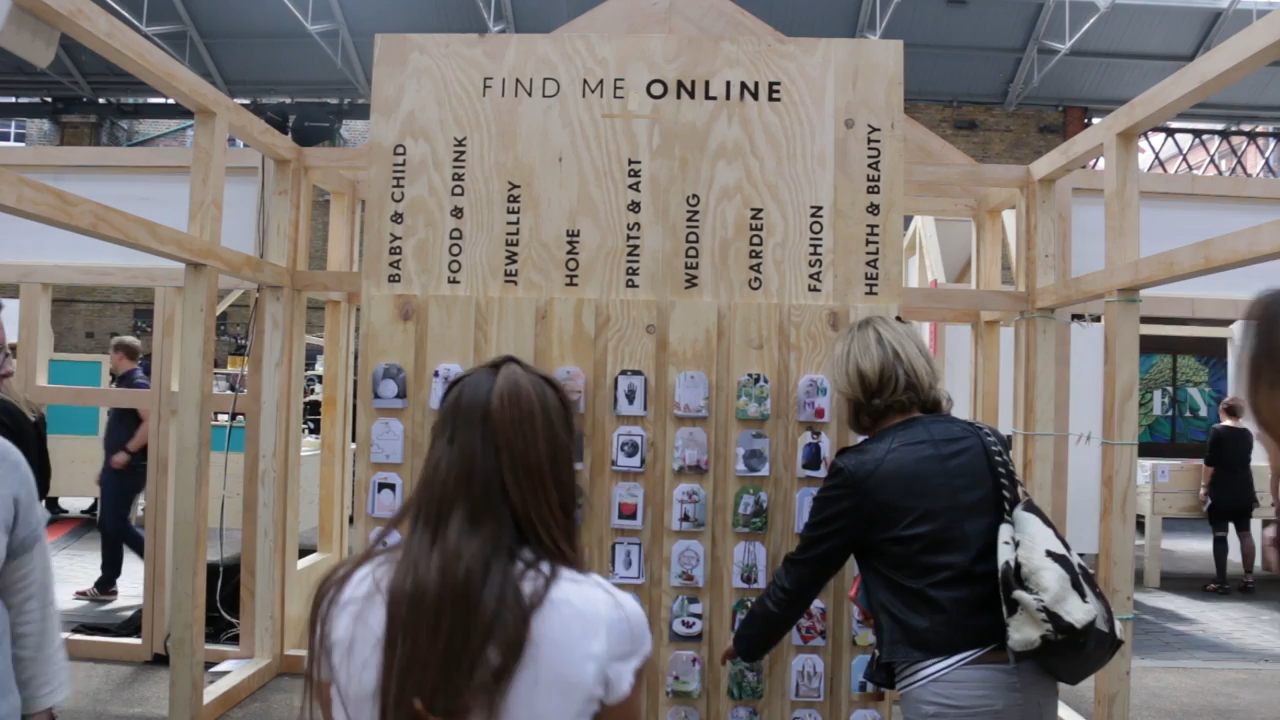 FIND ME ONLINE
BABY & CHILD
FOOD & DRINK
JEWELLERY
HOME
PRINTS & ART
WEDDING
GARDEN
FASHION
HEALTH & BEAUTY